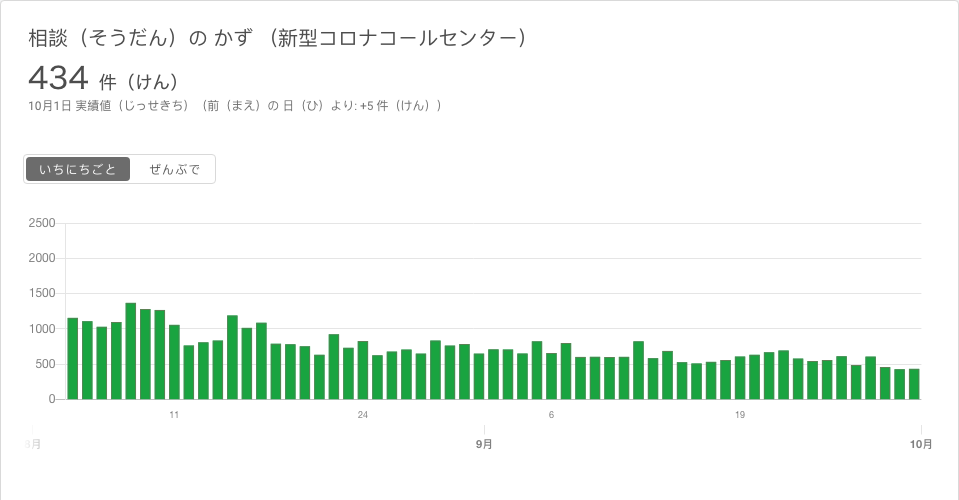 相談（そうだん）の かず （新型コロナコールセンター）
434 件（けん）
10月1日 実績値（じっせきち）（前（まえ）の 日（ひ）より: +5 件（けん））
いちにちごと ぜんぶで
2500
2000
1500
1000
500
0
11 24 6 19
月 9月 10月